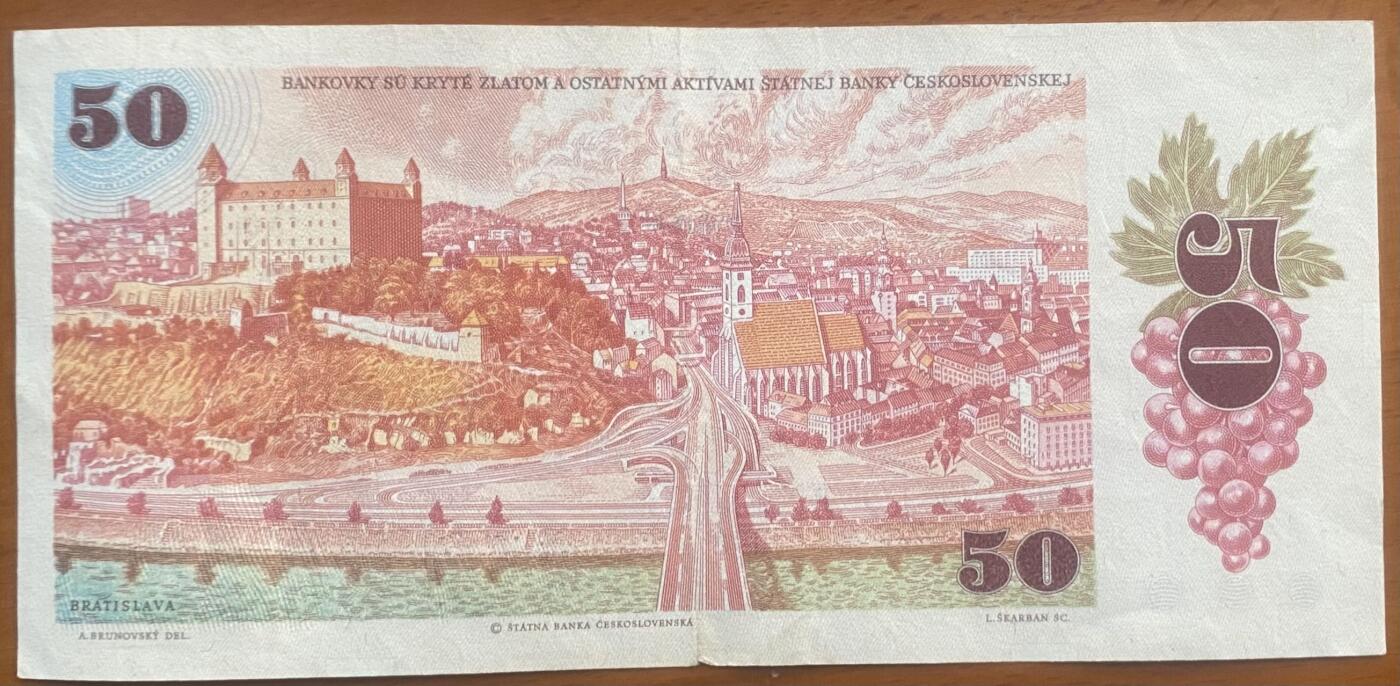 50
BANKOVKY SÚ KRYTÉ ZLATOM A OSTATNÝMI AKTÍVAMI ŠTÁTNEJ BANKY ČESKOSLOVENSKEJ
50
50
BRATISLAVA
A. BRUNOVSKÝ DEL.
© ŠTÁTNA BANKA ČESKOSLOVENSKÁ
L. ŠKARBAN SC.